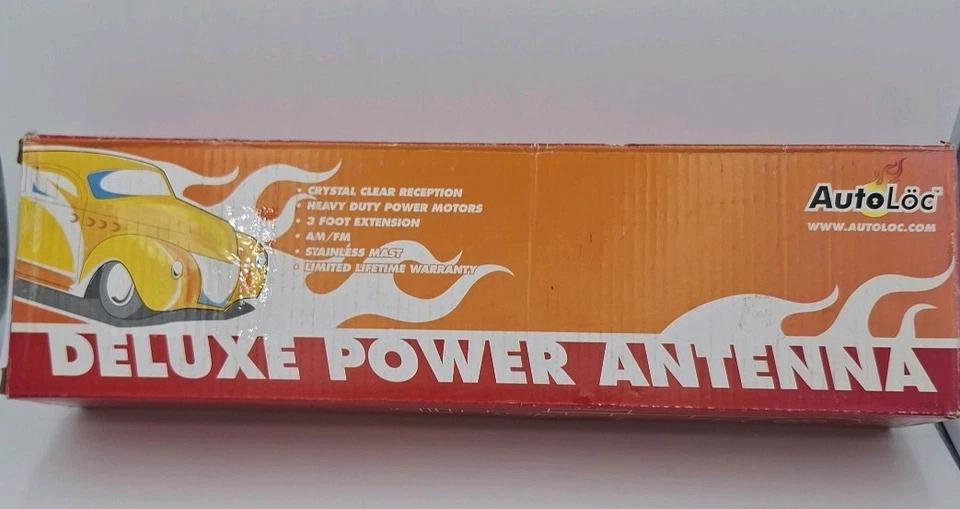 • CRYSTAL CLEAR RECEPTION
• HEAVY DUTY POWER MOTORS
• 3 FOOT EXTENSION
• AM/FM
• STAINLESS MAST
• LIMITED LIFETIME WARRANTY
AutoLöc™
WWW.AUTOLOC.COM
DELUXE POWER ANTENNA